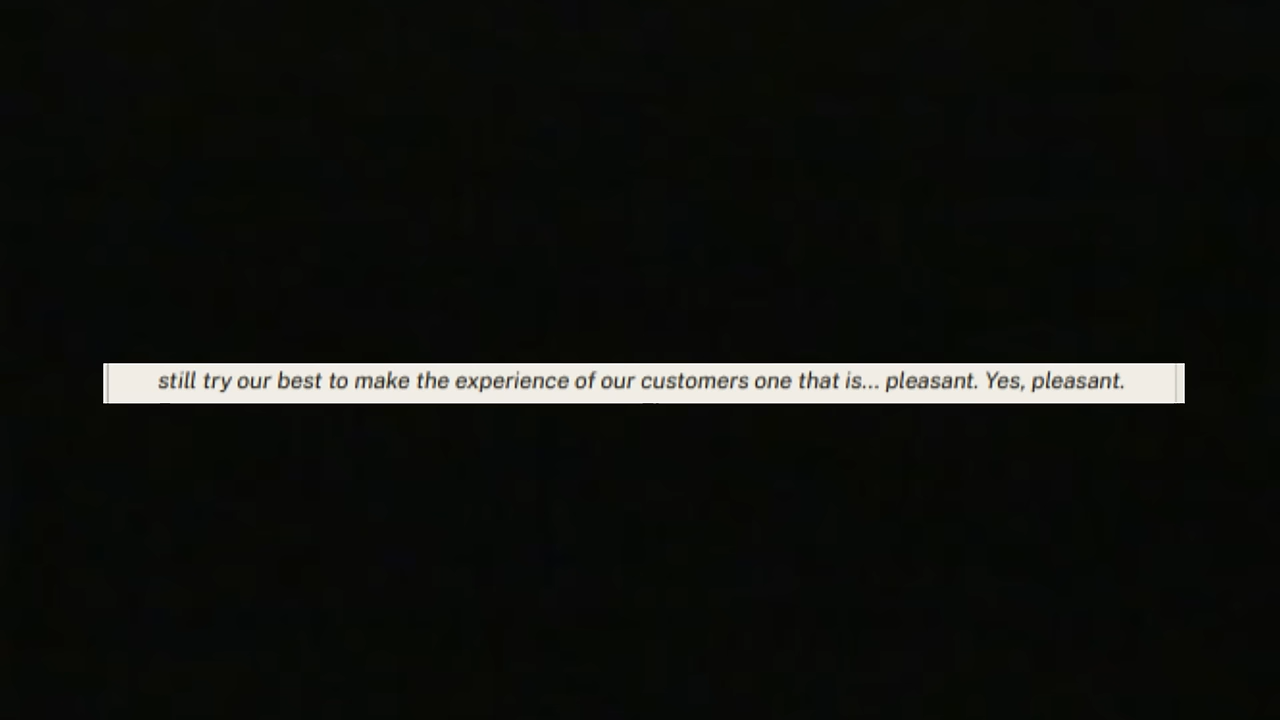 still try our best to make the experience of our customers one that is... pleasant. Yes, pleasant.